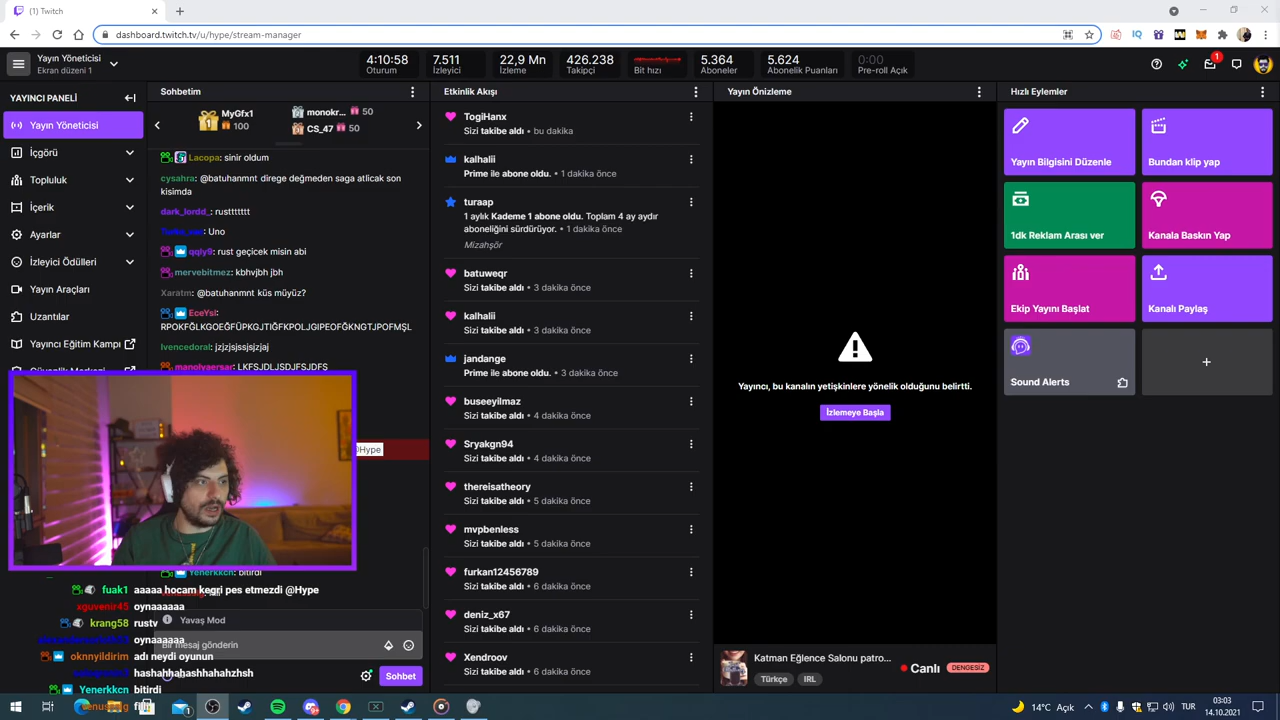 (1) Twitch
dashboard.twitch.tv/u/hype/stream-manager
Yayın Yöneticisi
Ekran düzeni 1
4:10:58
Oturum
7.511
İzleyici
22,9 Mn
İzleme
426.238
Takipçi
Bit hızı
5.364
Aboneler
5.624
Abonelik Puanları
0:00
Pre-roll Açık
1
YAYINCI PANELİ
Yayın Yöneticisi
İçgörü
Topluluk
İçerik
Ayarlar
İzleyici Ödülleri
Yayın Araçları
Uzantılar
Yayıncı Eğitim Kampı
Güvenlik Merkezi
Sohbetim
MyGfx1
100
monokr... 50
CS_47 50
Lacopa: sinir oldum
cysahra: @batuhanmnt direge değmeden saga atlicak son
kisimda
dark_lordd_: rustttttt
Uno
qqly9: rust geçicek misin abi
mervebitmez: kbhvjbh jbh
Xaratm: @batuhanmnt küs müyüz?
EceYsl:
RPOKFĞLKGOEĞFÜPKGJTIĞFKPOLJGIPEOFĞKNGTJPOFMŞL
Ivencedoral: jzjzjsjssjsjzjaj
manolyaersar: LKFSJDLJSDJFSJDFS
@Hype
Yenerkkcn: bitirdi
fuak1 aaaaa hocam kegri pes etmezdi @Hype
xguvenir45 oynaaaaaa
krang58 rustv
oynaaaaaa
oknnyildirim adı neydi oyunun
hashahhahashhahahzhsh
Yenerkkcn bitirdi
Yavaş Mod
Bir mesaj gönderin
Sohbet
Etkinlik Akışı
TogiHanx
Sizi takibe aldı • bu dakika
kalhalii
Prime ile abone oldu. • 1 dakika önce
turaap
1 aylık Kademe 1 abone oldu. Toplam 4 ay aydır
aboneliğini sürdürüyor. • 1 dakika önce
Mizahşör
batuweqr
Sizi takibe aldı • 3 dakika önce
kalhalii
Sizi takibe aldı • 3 dakika önce
jandange
Prime ile abone oldu. • 3 dakika önce
buseeyilmaz
Sizi takibe aldı • 4 dakika önce
Sryakgn94
Sizi takibe aldı • 4 dakika önce
thereisatheory
Sizi takibe aldı • 5 dakika önce
mvpbenless
Sizi takibe aldı • 5 dakika önce
furkan12456789
Sizi takibe aldı • 6 dakika önce
deniz_x67
Sizi takibe aldı • 6 dakika önce
Xendroov
Sizi takibe aldı • 6 dakika önce
Yayın Önizleme
Yayıncı, bu kanalın yetişkinlere yönelik olduğunu belirtti.
İzlemeye Başla
Katman Eğlence Salonu patro...
Türkçe IRL
Canlı
DENGESİZ
Hızlı Eylemler
Yayın Bilgisini Düzenle
Bundan klip yap
1dk Reklam Arası ver
Kanala Baskın Yap
Ekip Yayını Başlat
Kanalı Paylaş
Sound Alerts
14°C Açık
TUR
03:03
14.10.2021